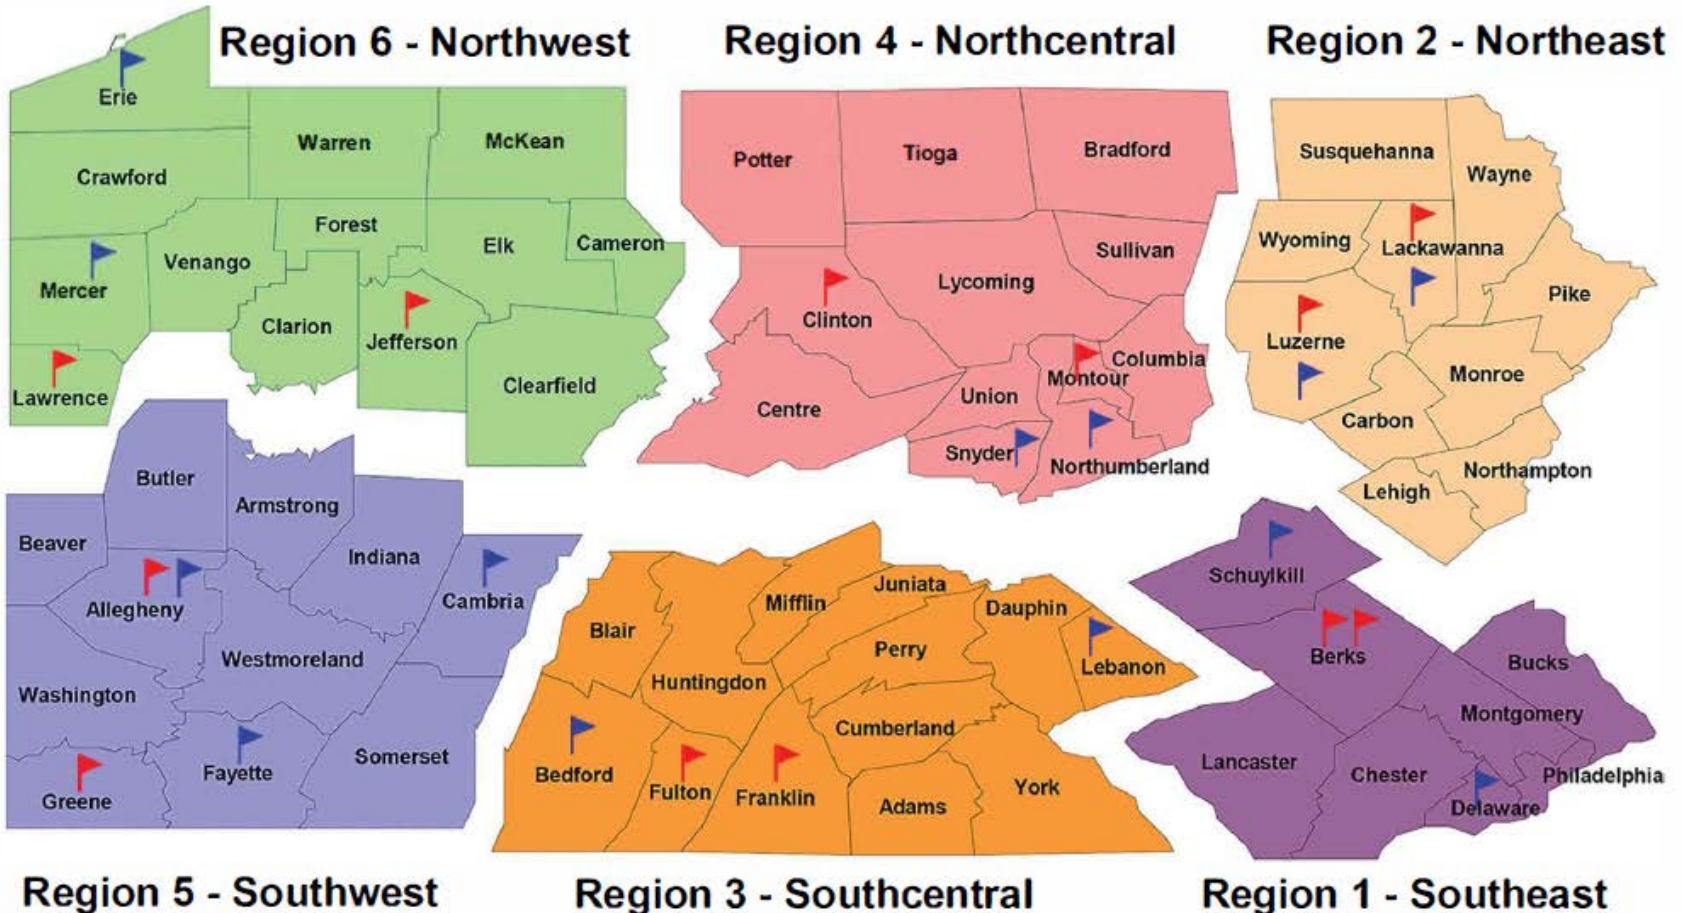 Region 6 - Northwest
Erie
Warren
McKean
Crawford
Forest
Elk
Cameron
Venango
Mercer
Clarion
Jefferson
Clearfield
Lawrence
Region 4 - Northcentral
Potter
Tioga
Bradford
Sullivan
Lycoming
Clinton
Columbia
Montour
Union
Centre
Snyder
Northumberland
Region 2 - Northeast
Susquehanna
Wayne
Wyoming
Lackawanna
Pike
Luzerne
Monroe
Carbon
Northampton
Lehigh
Butler
Armstrong
Beaver
Indiana
Cambria
Allegheny
Westmoreland
Washington
Somerset
Fayette
Greene
Region 5 - Southwest
Juniata
Mifflin
Dauphin
Blair
Perry
Lebanon
Huntingdon
Cumberland
Bedford
Fulton
Franklin
York
Adams
Region 3 - Southcentral
Schuylkill
Berks
Bucks
Montgomery
Lancaster
Chester
Philadelphia
Delaware
Region 1 - Southeast